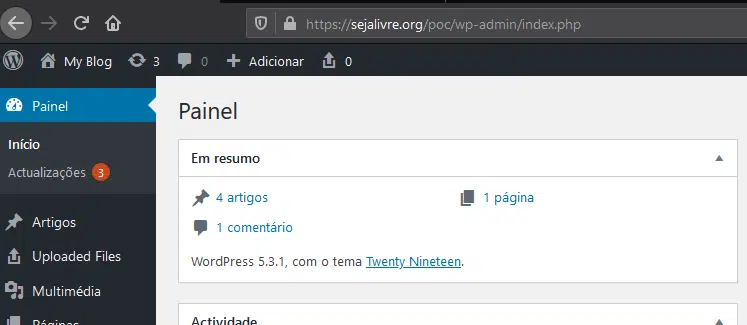 https://sejalivre.org/poc/wp-admin/index.php
My Blog 3 0 Adicionar 0
Painel
Início
Actualizações 3
Artigos
Uploaded Files
Multimédia
Páginas
Painel
Em resumo
4 artigos 1 página
1 comentário
WordPress 5.3.1, com o tema Twenty Nineteen.
Actividade